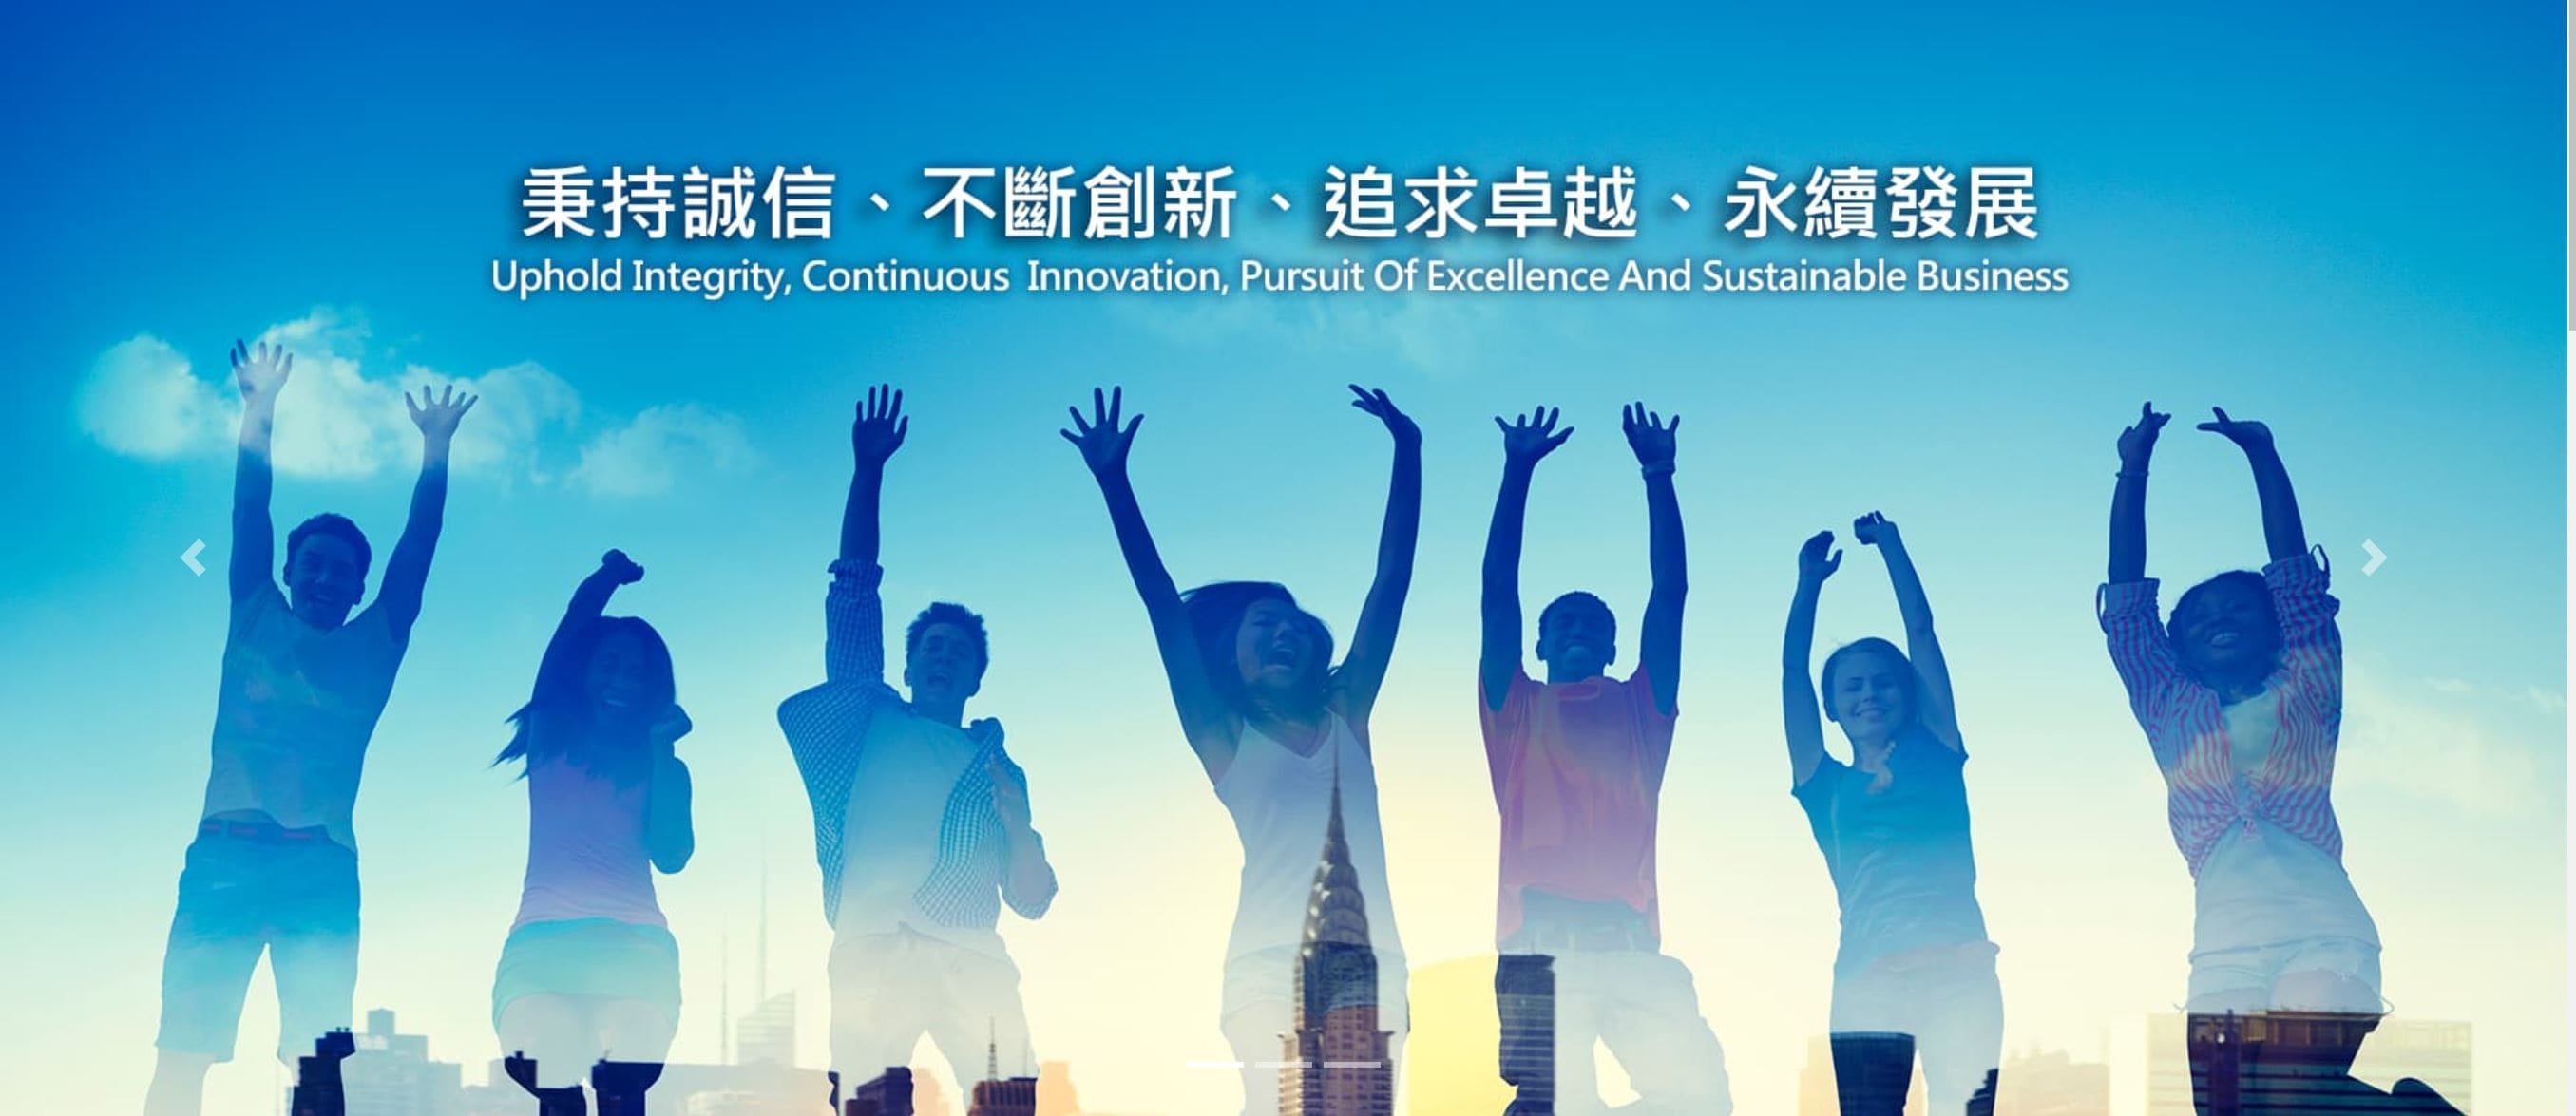 秉持誠信、不斷創新、追求卓越、永續發展
Uphold Integrity, Continuous  Innovation, Pursuit Of Excellence And Sustainable Business